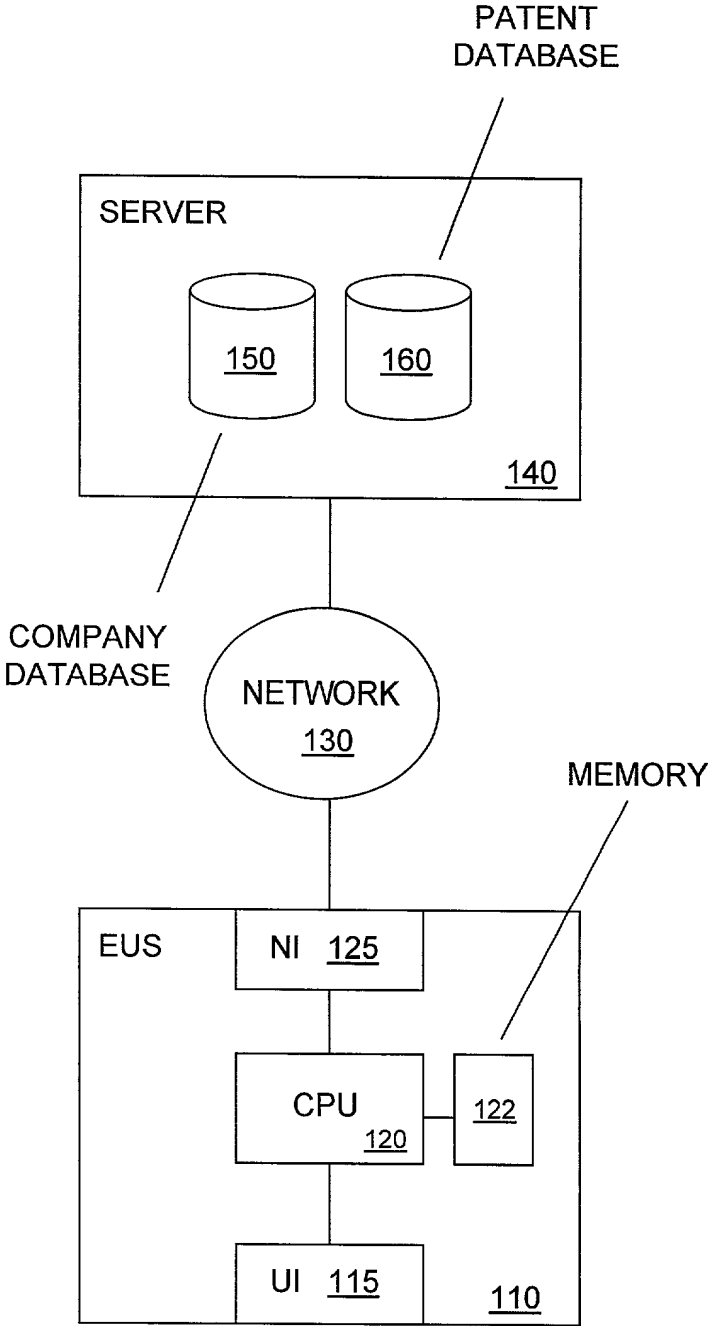 PATENT
DATABASE
SERVER
150
160
140
COMPANY
DATABASE
NETWORK
130
MEMORY
EUS
NI 125
CPU
120
122
UI 115
110